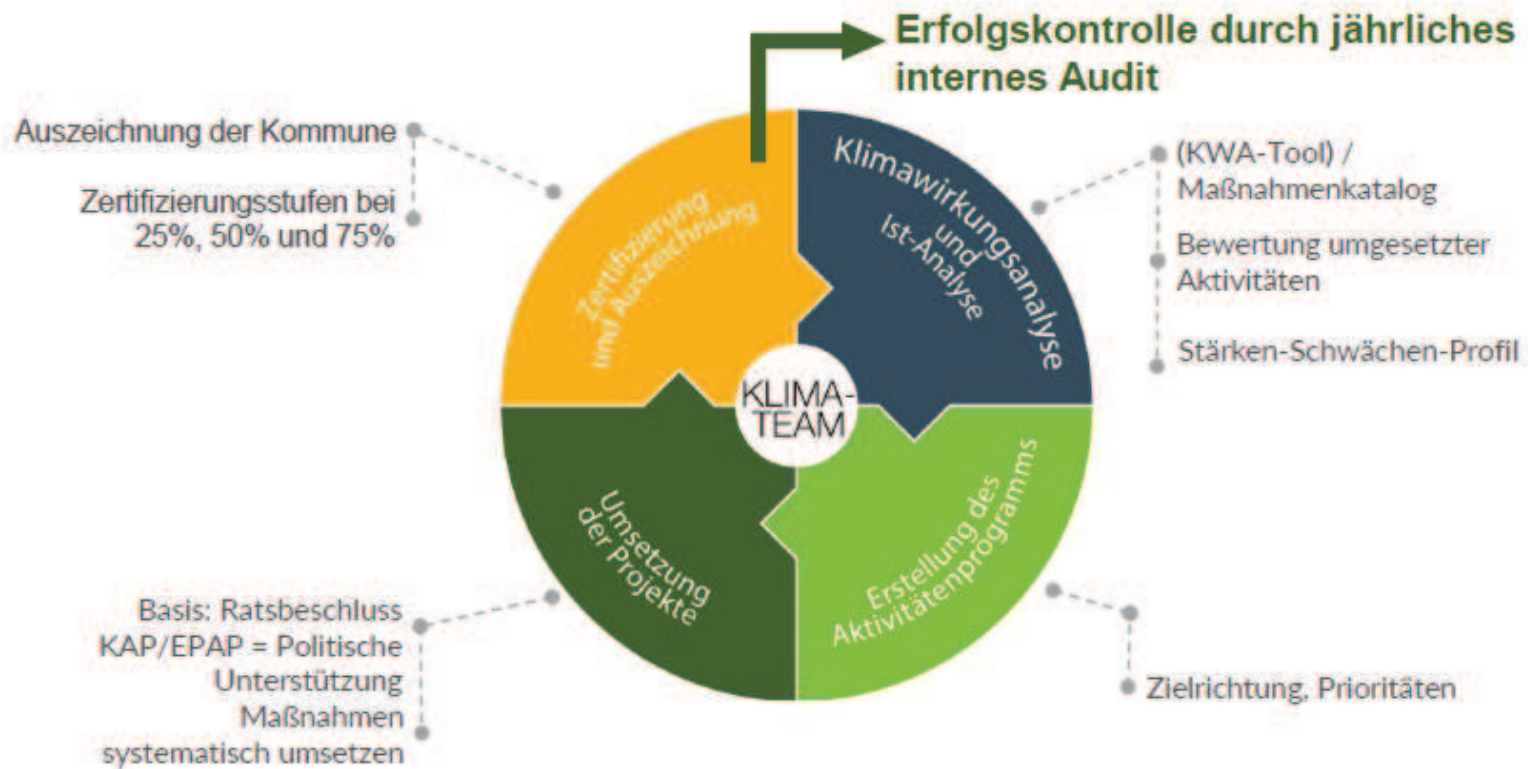 Erfolgskontrolle durch jährliches
internes Audit
Auszeichnung der Kommune
Zertifizierungsstufen bei
25%, 50% und 75%
Zertifizierung
und Auszeichnung
Klimawirkungsanalyse
und
Ist-Analyse
(KWA-Tool) /
Maßnahmenkatalog
Bewertung umgesetzter
Aktivitäten
Stärken-Schwächen-Profil
KLIMA-
TEAM
Umsetzung
der Projekte
Erstellung des
Aktivitätenprogramms
Basis: Ratsbeschluss
KAP/EPAP = Politische
Unterstützung
Maßnahmen
systematisch umsetzen
Zielrichtung, Prioritäten